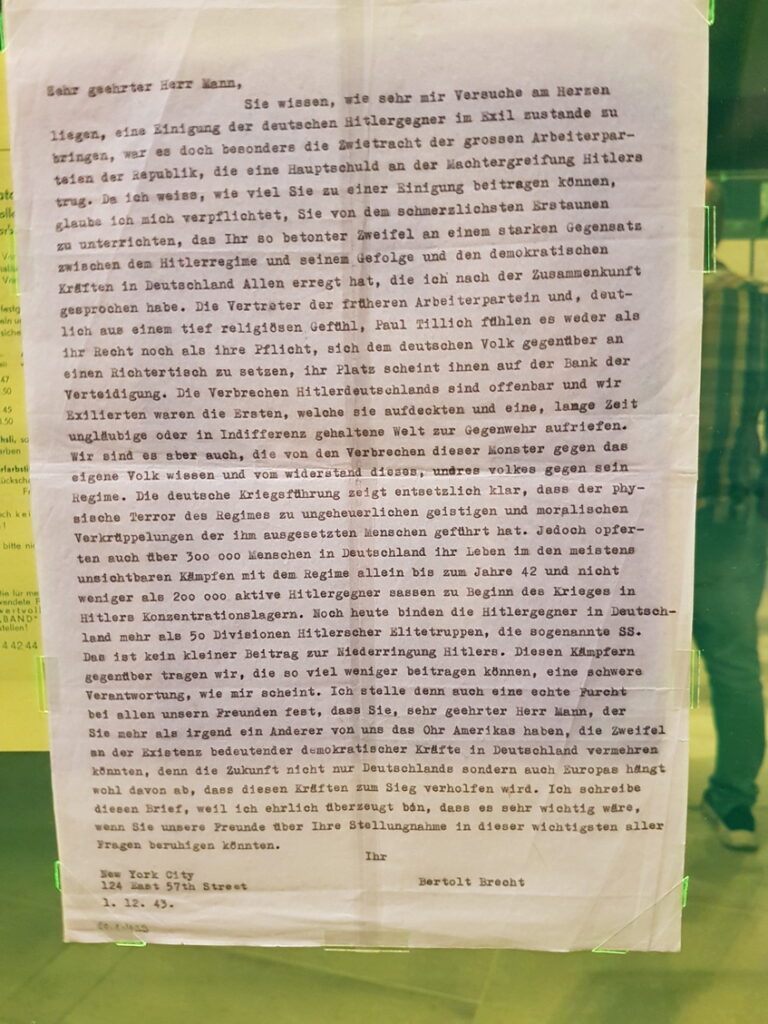 Sehr geehrter Herr Mann,
Sie wissen, wie sehr mir Versuche am Herzen
liegen, eine Einigung der deutschen Hitlergegner im Exil zustande zu
bringen, war es doch besonders die Zwietracht der grossen Arbeiterpar-
teien der Republik, die eine Hauptschuld an der Machtergreifung Hitlers
trug. Da ich weiss, wie viel Sie zu einer Einigung beitragen können,
glaube ich mich verpflichtet, Sie von dem schmerzlichsten Erstaunen
zu unterrichten, das Ihr so betonter Zweifel an einem starken Gegensatz
zwischen dem Hitlerregime und seinem Gefolge und den demokratischen
Kräften in Deutschland Allen erregt hat, die ich nach der Zusammenkunft
gesprochen habe. Die Vertreter der früheren Arbeiterpartein und, deut-
lich aus einem tief religiösen Gefühl, Paul Tillich fühlen es weder als
ihr Recht noch als ihre Pflicht, sich dem deutschen Volk gegenüber an
einen Richtertisch zu setzen, ihr Platz scheint ihnen auf der Bank der
Verteidigung. Die Verbrechen Hitlerdeutschlands sind offenbar und wir
Exilierten waren die Ersten, welche sie aufdeckten und eine, lange Zeit
ungläubige oder in Indifferenz gehaltene Welt zur Gegenwehr aufriefen.
Wir sind es aber auch, die von den Verbrechen dieser Monster gegen das
eigene Volk wissen und vom widerstand dieses, unsres volkes gegen sein
Regime. Die deutsche Kriegsführung zeigt entsetzlich klar, dass der phy-
sische Terror des Regimes zu ungeheuerlichen geistigen und moralischen
Verkrüppelungen der ihm ausgesetzten Menschen geführt hat. Jedoch opfer-
ten auch über 300 000 Menschen in Deutschland ihr Leben im den meistens
unsichtbaren Kämpfen mit dem Regime allein bis zum Jahre 42 und nicht
weniger als 200 000 aktive Hitlergegner sassen zu Beginn des Krieges in
Hitlers Konzentrationslagern. Noch heute binden die Hitlergegner in Deutsch-
land mehr als 50 Divisionen Hitlerscher Elitetruppen, die sogenannte SS.
Das ist kein kleiner Beitrag zur Niederringung Hitlers. Diesen Kämpfern
gegenüber tragen wir, die so viel weniger beitragen können, eine schwere
Verantwortung, wie mir scheint. Ich stelle denn auch eine echte Furcht
bei allen unsern Freunden fest, dass Sie, sehr geehrter Herr Mann, der
Sie mehr als irgend ein Anderer von uns das Ohr Amerikas haben, die Zweifel
an der Existenz bedeutender demokratischer Kräfte in Deutschland vermehren
könnten, denn die Zukunft nicht nur Deutschlands sondern auch Europas hängt
wohl davon ab, dass diesen Kräften zum Sieg verholfen wird. Ich schreibe
diesen Brief, weil ich ehrlich überzeugt bin, dass es sehr wichtig wäre,
wenn Sie unsere Freunde über Ihre Stellungnahme in dieser wichtigsten aller
Fragen beruhigen könnten.
Ihr
New York City
124 East 57th Street
Bertolt Brecht
1. 12. 43.